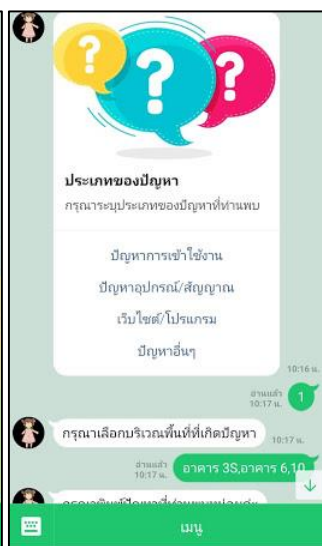 ?
?
?
ประเภทของปัญหา
กรุณาระบุประเภทของปัญหาที่ท่านพบ
ปัญหาการเข้าใช้งาน
ปัญหาอุปกรณ์/สัญญาณ
เว็บไซต์/โปรแกรม
ปัญหาอื่นๆ
10:16 น.
อ่านแล้ว
10:17 น.
1
กรุณาเลือกบริเวณพื้นที่ที่เกิดปัญหา
10:17 น.
อ่านแล้ว
10:17 น.
อาคาร 3S,อาคาร 6,10
เมนู